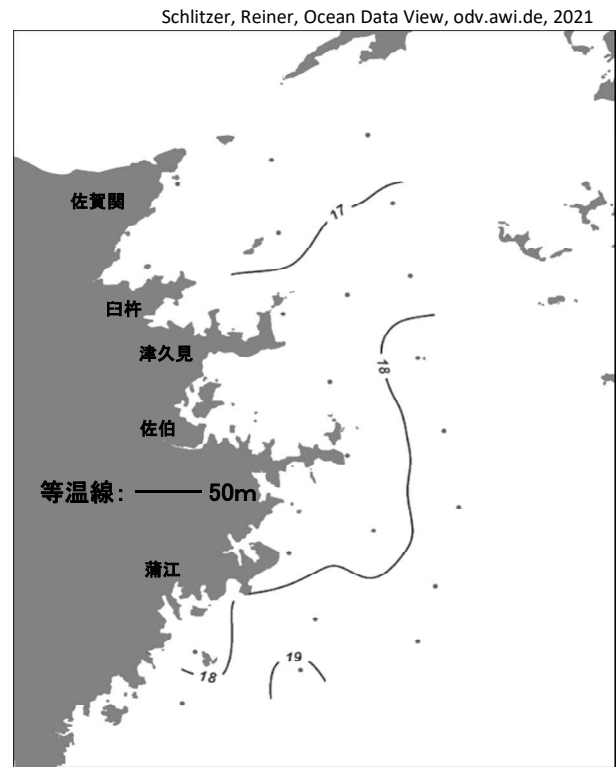 Schlitzer, Reiner, Ocean Data View, odv.awi.de, 2021
佐賀関
17
臼杵
津久見
18
佐伯
等温線： 50m
蒲江
19
18